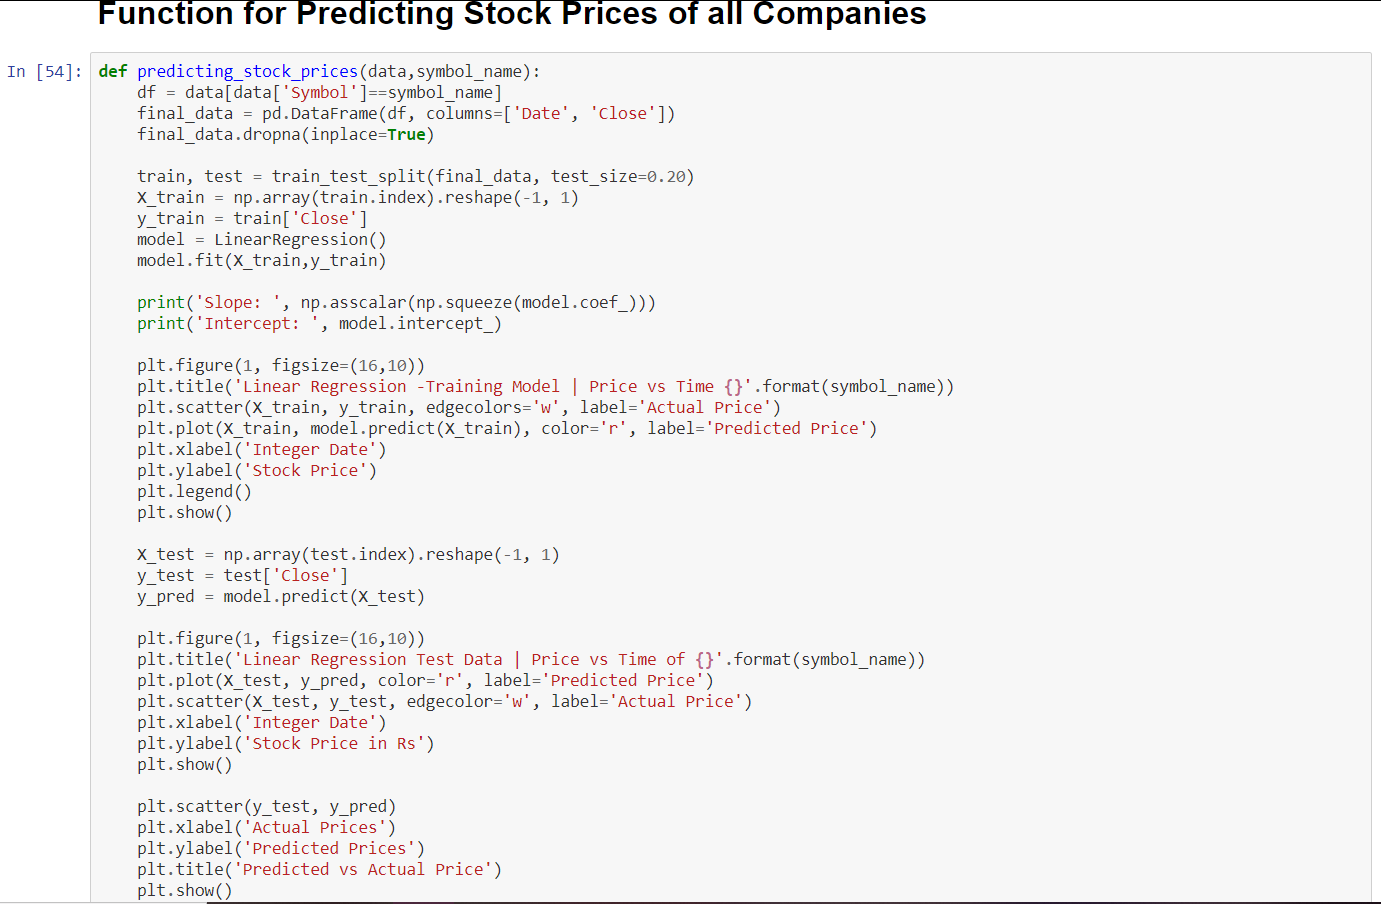 Function for Predicting Stock Prices of all Companies
In [54]: def predicting_stock_prices(data,symbol_name):
    df = data[data['Symbol']==symbol_name]
    final_data = pd.DataFrame(df, columns=['Date', 'Close'])
    final_data.dropna(inplace=True)

    train, test = train_test_split(final_data, test_size=0.20)
    X_train = np.array(train.index).reshape(-1, 1)
    y_train = train['Close']
    model = LinearRegression()
    model.fit(X_train,y_train)

    print('Slope: ', np.asscalar(np.squeeze(model.coef_)))
    print('Intercept: ', model.intercept_)

    plt.figure(1, figsize=(16,10))
    plt.title('Linear Regression -Training Model | Price vs Time {}'.format(symbol_name))
    plt.scatter(X_train, y_train, edgecolors='w', label='Actual Price')
    plt.plot(X_train, model.predict(X_train), color='r', label='Predicted Price')
    plt.xlabel('Integer Date')
    plt.ylabel('Stock Price')
    plt.legend()
    plt.show()

    X_test = np.array(test.index).reshape(-1, 1)
    y_test = test['Close']
    y_pred = model.predict(X_test)

    plt.figure(1, figsize=(16,10))
    plt.title('Linear Regression Test Data | Price vs Time of {}'.format(symbol_name))
    plt.plot(X_test, y_pred, color='r', label='Predicted Price')
    plt.scatter(X_test, y_test, edgecolor='w', label='Actual Price')
    plt.xlabel('Integer Date')
    plt.ylabel('Stock Price in Rs')
    plt.show()

    plt.scatter(y_test, y_pred)
    plt.xlabel('Actual Prices')
    plt.ylabel('Predicted Prices')
    plt.title('Predicted vs Actual Price')
    plt.show()